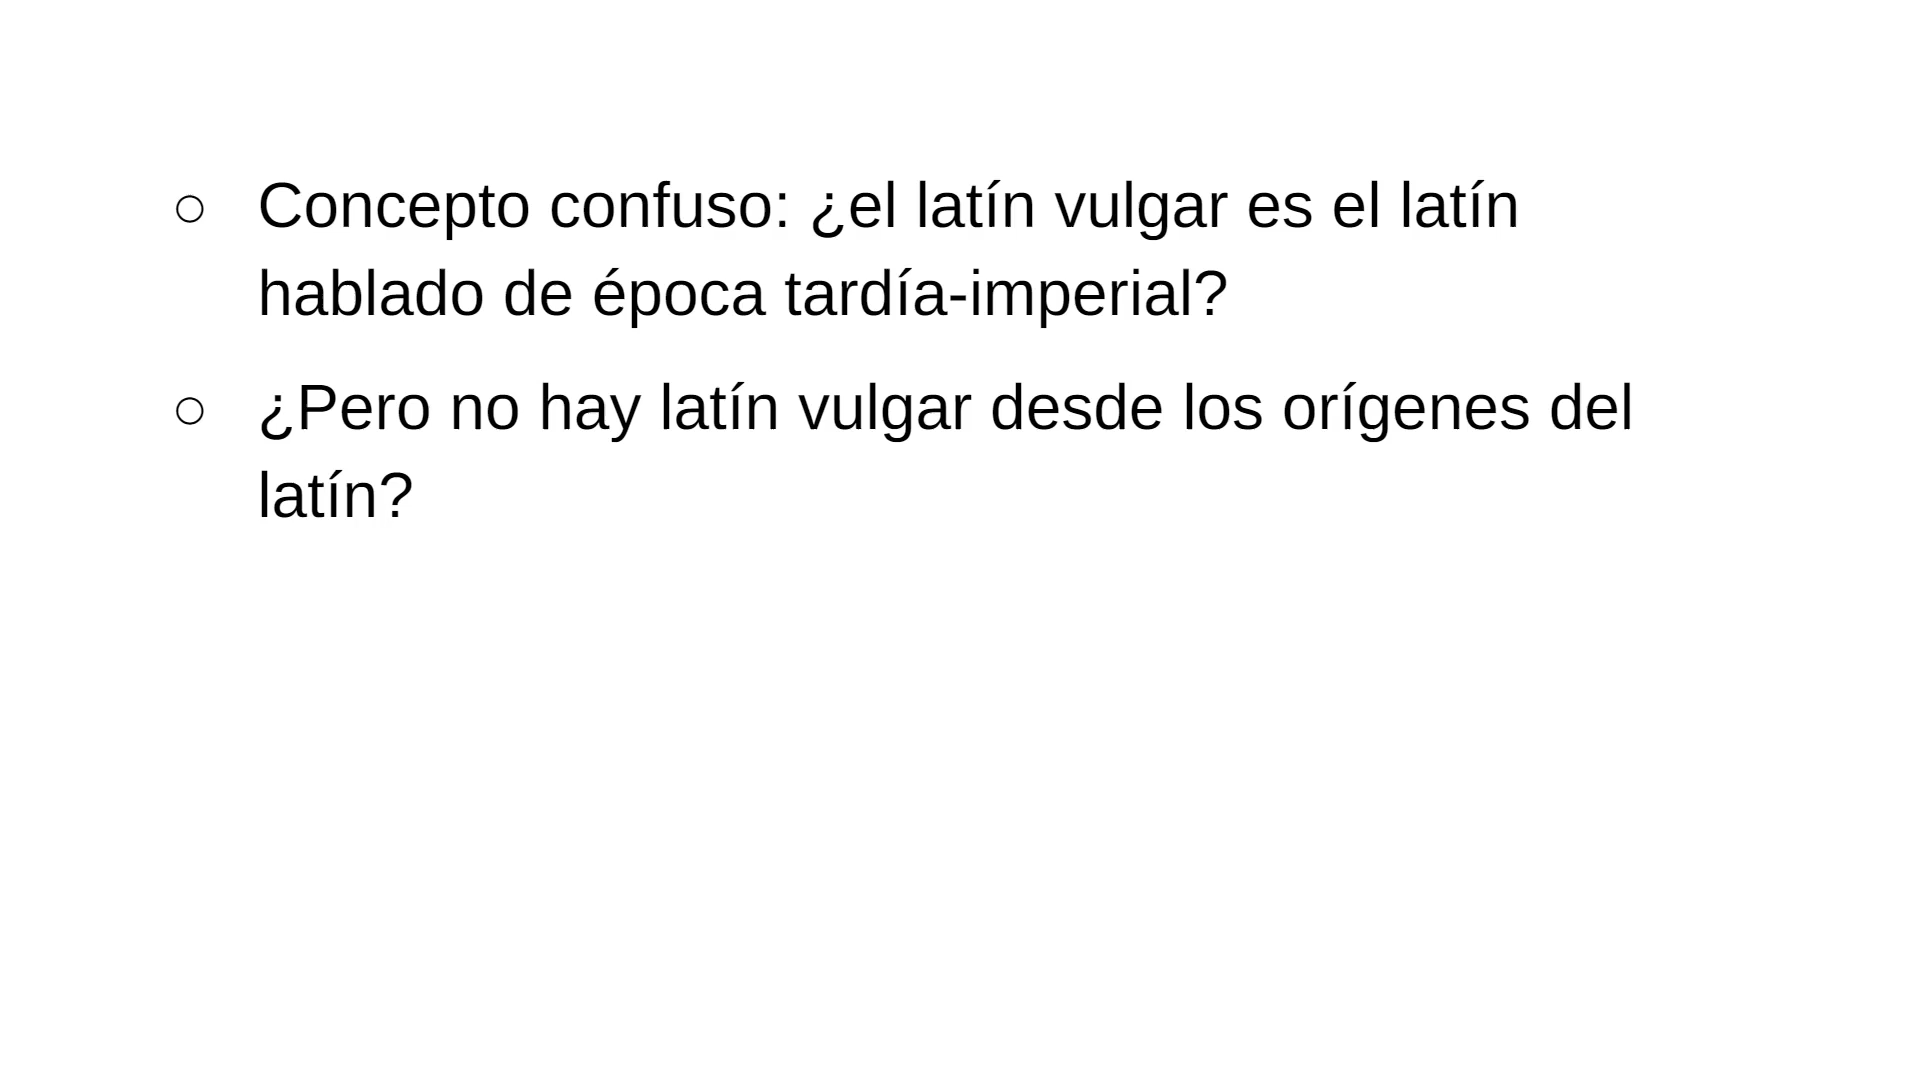 ○ Concepto confuso: ¿el latín vulgar es el latín
hablado de época tardía-imperial?
○ ¿Pero no hay latín vulgar desde los orígenes del
latín?